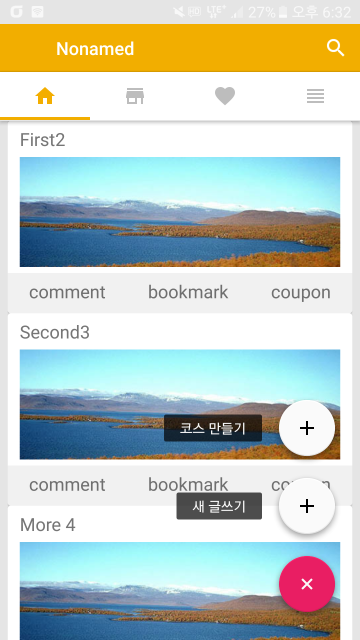 27% 오후 6:32
Nonamed
First2
comment bookmark coupon
Second3
코스 만들기
comment bookmark
새 글쓰기
More 4